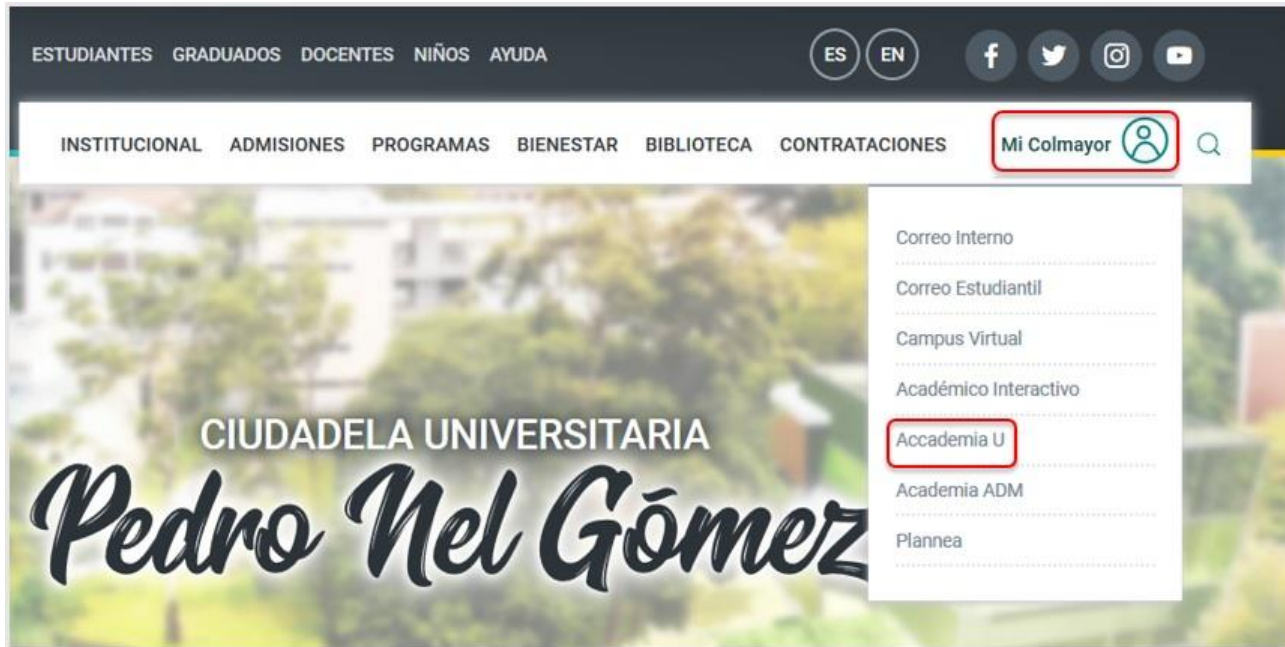 ESTUDIANTES GRADUADOS DOCENTES NIÑOS AYUDA ES EN
INSTITUCIONAL ADMISIONES PROGRAMAS BIENESTAR BIBLIOTECA CONTRATACIONES Mi Colmayor
Correo Interno
Correo Estudiantil
Campus Virtual
Académico Interactivo
Accademia U
Academia ADM
Plannea
CIUDADELA UNIVERSITARIA
Pedro Nel Gómez